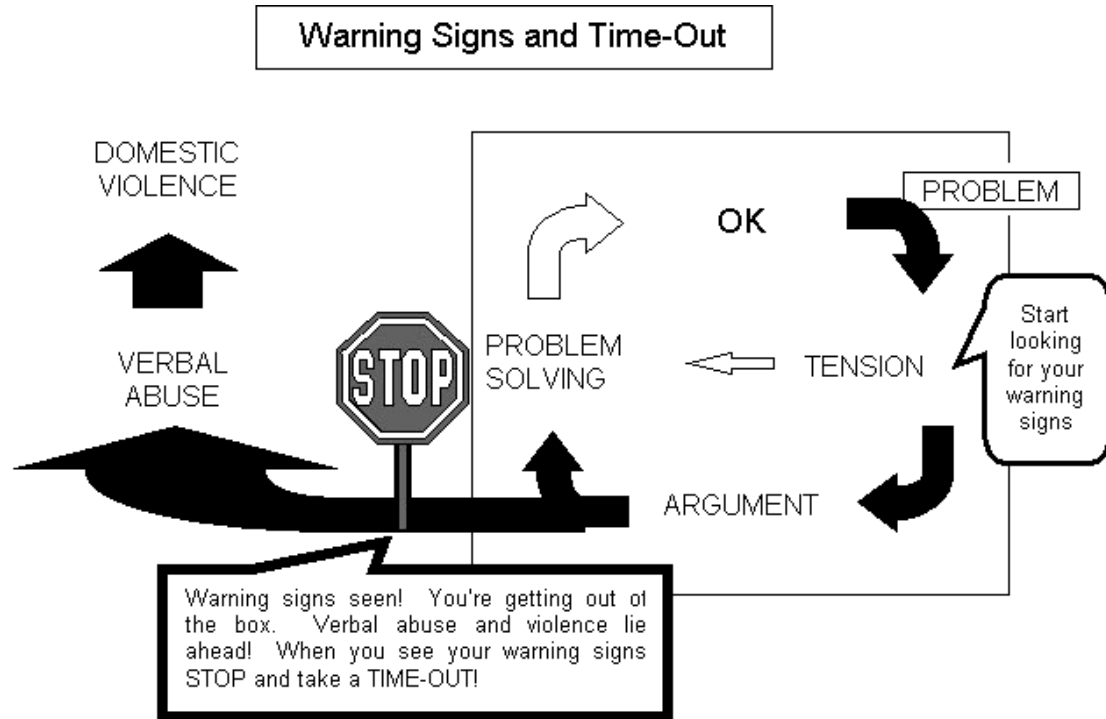 Warning Signs and Time-Out
DOMESTIC
VIOLENCE
PROBLEM
OK
Start
looking
for your
warning
signs
VERBAL
ABUSE
STOP
PROBLEM
SOLVING
TENSION
ARGUMENT
Warning signs seen! You're getting out of
the box. Verbal abuse and violence lie
ahead! When you see your warning signs
STOP and take a TIME-OUT!